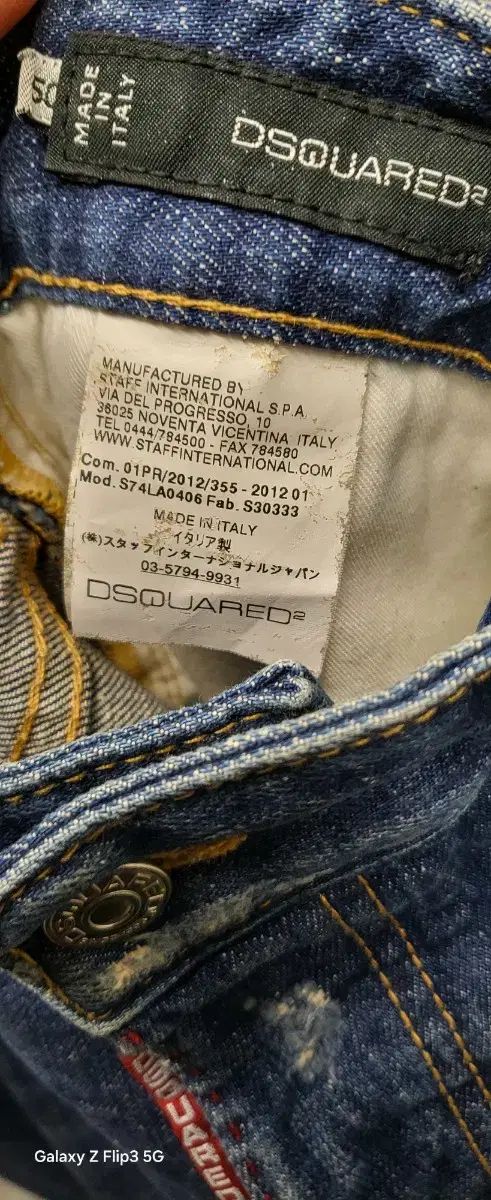 MADE
IN
ITALY
DSQUARED2
MANUFACTURED BY
STAFF INTERNATIONAL S.P.A.
VIA DEL PROGRESSO, 10
36025 NOVENTA VICENTINA ITALY
TEL 0444/784500 - FAX 784580
WWW.STAFFINTERNATIONAL.COM
Com. 01PR/2012/355 - 2012 01
Mod. S74LA0406 Fab. S30333
MADE IN ITALY
イタリア製
(株)スタッフインターナショナルジャパン
03-5794-9931
DSQUARED2
DSQUARED
Galaxy Z Flip3 5G